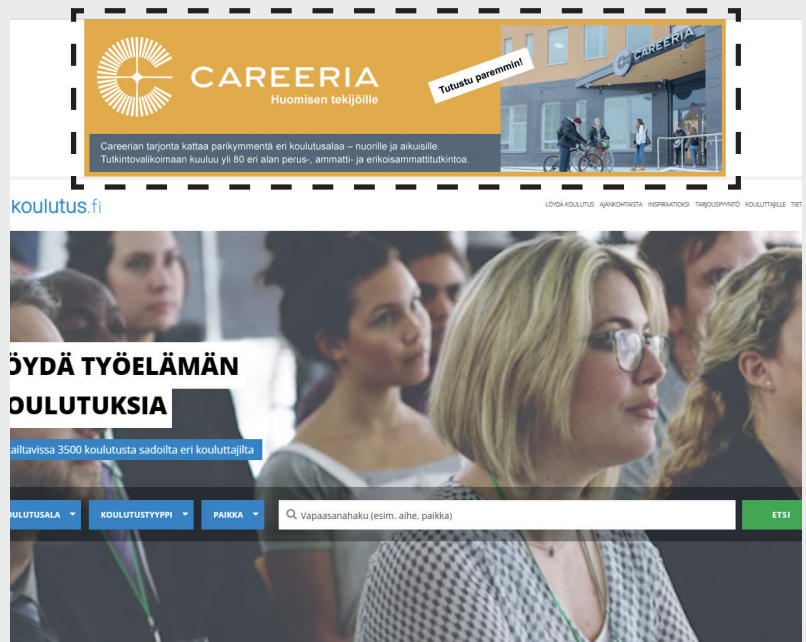 CAREERIA
Huomisen tekijöille
Tutustu paremmin!
CAREERIA
Careerian tarjonta kattaa parikymmentä eri koulutusalaa – nuorille ja aikuisille.
Tutkintovalikoimaan kuuluu yli 80 eri alan perus-, ammatti- ja erikoisammattitutkintoa.
koulutus.fi
LÖYDÄ KOULUTUS AJANKOHTAISTA INSPIRAATIOKSI TARJOUSPYYNTÖ KOULUTTAJILLE TIET
ÖYDÄ TYÖELÄMÄN
OULUTUKSIA
ailtavissa 3500 koulutusta sadoilta eri kouluttajilta
OULUTUSALA KOULUTUSTYYPPI PAIKKA Vapaasanahaku (esim. aihe, paikka) ETSI